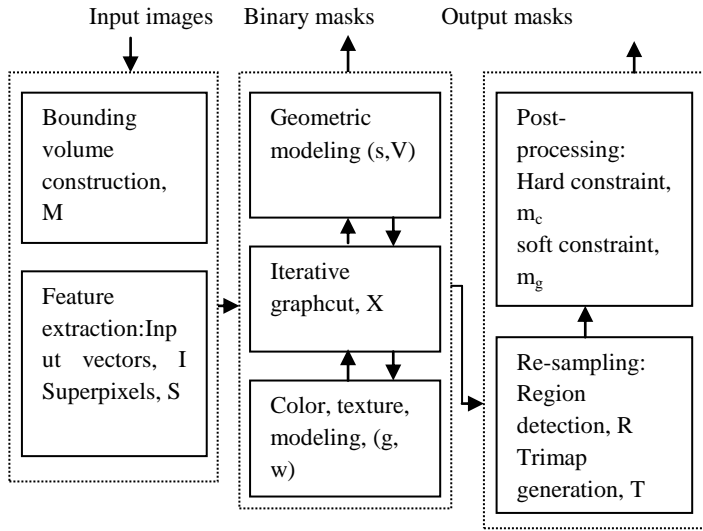 Input images
Binary masks
Output masks
Bounding
volume
construction,
M
Feature
extraction:Inp
ut vectors, I
Superpixels, S
Geometric
modeling (s,V)
Iterative
graphcut, X
Color, texture,
modeling, (g,
w)
Post-
processing:
Hard constraint,
mc
soft constraint,
mg
Re-sampling:
Region
detection, R
Trimap
generation, T